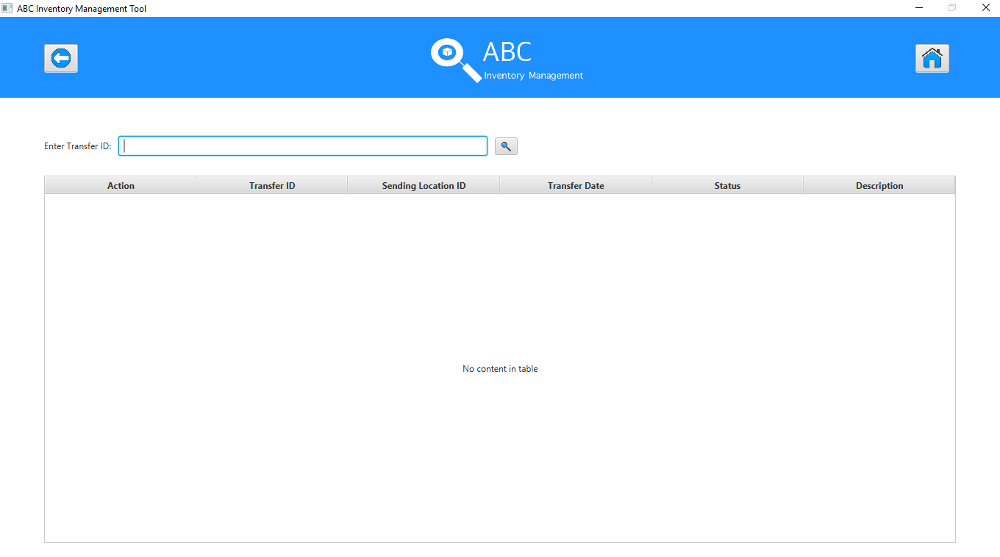 ABC Inventory Management Tool
ABC
Inventory Management
Enter Transfer ID:
Action Transfer ID Sending Location ID Transfer Date Status Description
No content in table